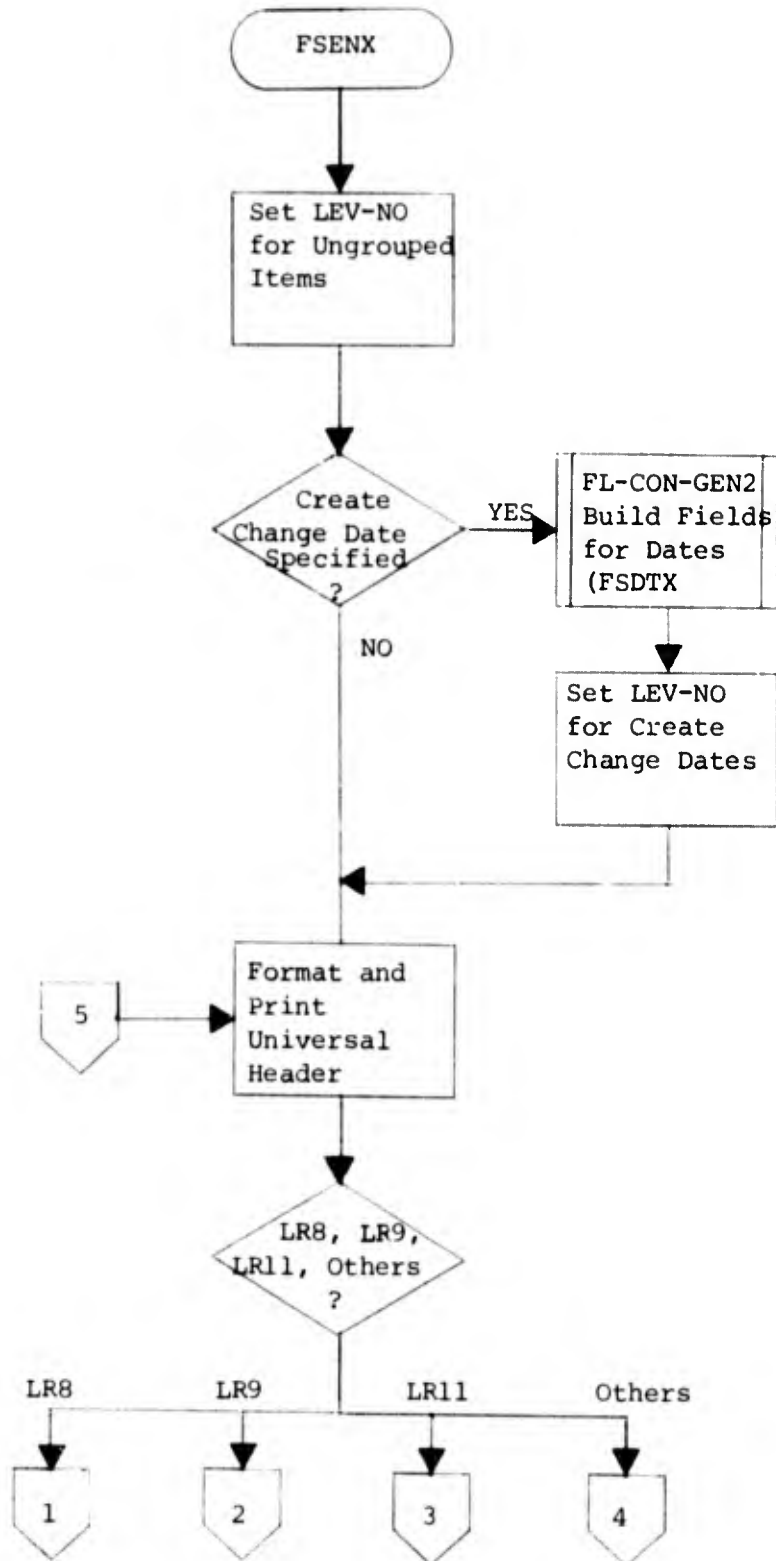 FSENX
Set LEV-NO
for Ungrouped
Items
Create
Change Date
Specified
?
YES
FL-CON-GEN2
Build Fields
for Dates
(FSDTX
NO
Set LEV-NO
for Create
Change Dates
5
Format and
Print
Universal
Header
LR8, LR9,
LR11, Others
?
LR8
LR9
LR11
Others
1
2
3
4